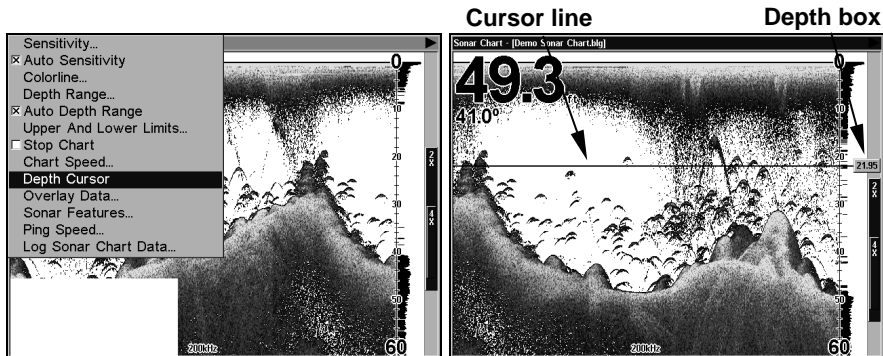 Cursor line
Depth box
Sensitivity...
Auto Sensitivity
Colorline...
Depth Range...
Auto Depth Range
Upper And Lower Limits...
Stop Chart
Chart Speed...
Depth Cursor
Overlay Data...
Sonar Features...
Ping Speed...
Log Sonar Chart Data...
0
10
20
30
40
50
60
2X
4X
200kHz
Sonar Chart - [Demo Sonar Chart.blg]
49.3
41.0°
0
10
20
30
40
50
60
21.95
2X
4X
200kHz